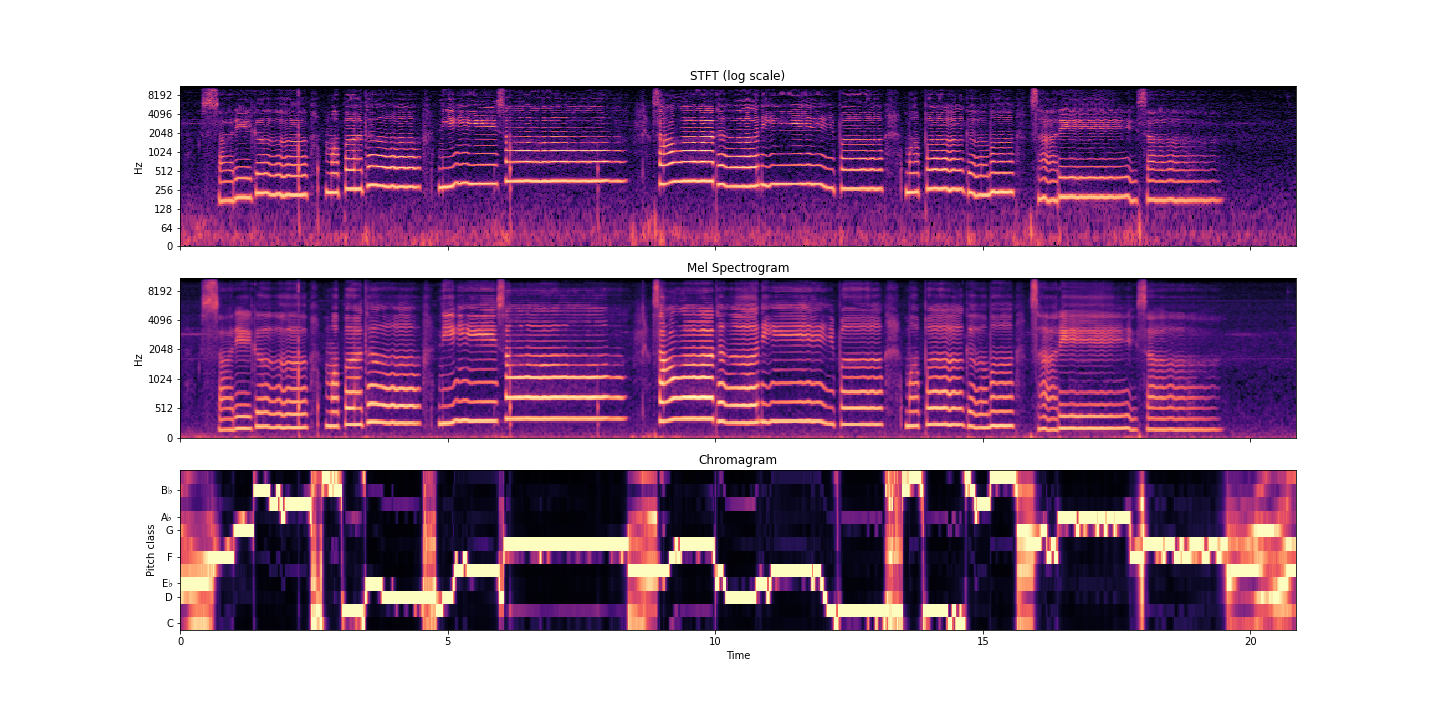 STFT (log scale)
8192
4096
2048
1024
512
256
128
64
0
Hz
Mel Spectrogram
8192
4096
2048
1024
512
0
Hz
Chromagram
B♭
A♭
G
F
E♭
D
C
Pitch class
0 5 10 15 20
Time